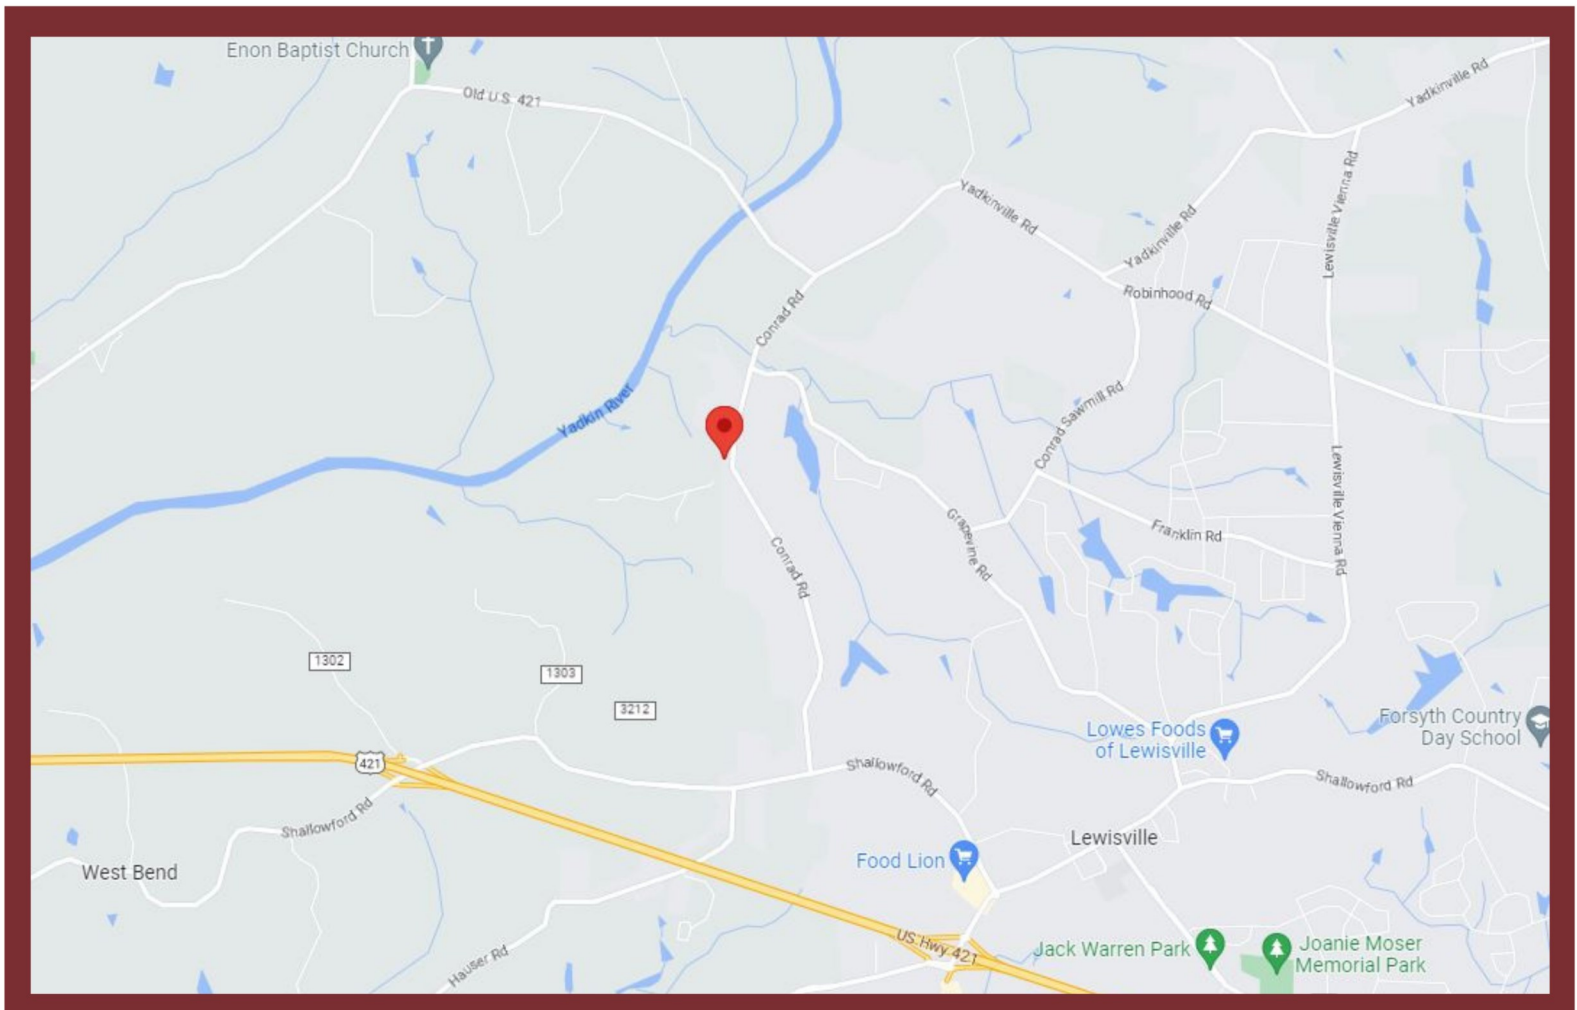 Enon Baptist Church
Old U.S. 421
Yadkinville Rd
Yadkinville Rd
Yadkinville Rd
Lewisville Vienna Rd
Robinhood Rd
Conrad Rd
Yadkin River
Conrad Sawmill Rd
Lewisville Vienna Rd
Grapevine Rd
Franklin Rd
Conrad Rd
1302
1303
3212
Lowes Foods
of Lewisville
Forsyth Country
Day School
421
Shallowford Rd
Shallowford Rd
Shallowford Rd
Lewisville
West Bend
Food Lion
US Hwy 421
Hauser Rd
Jack Warren Park
Joanie Moser
Memorial Park